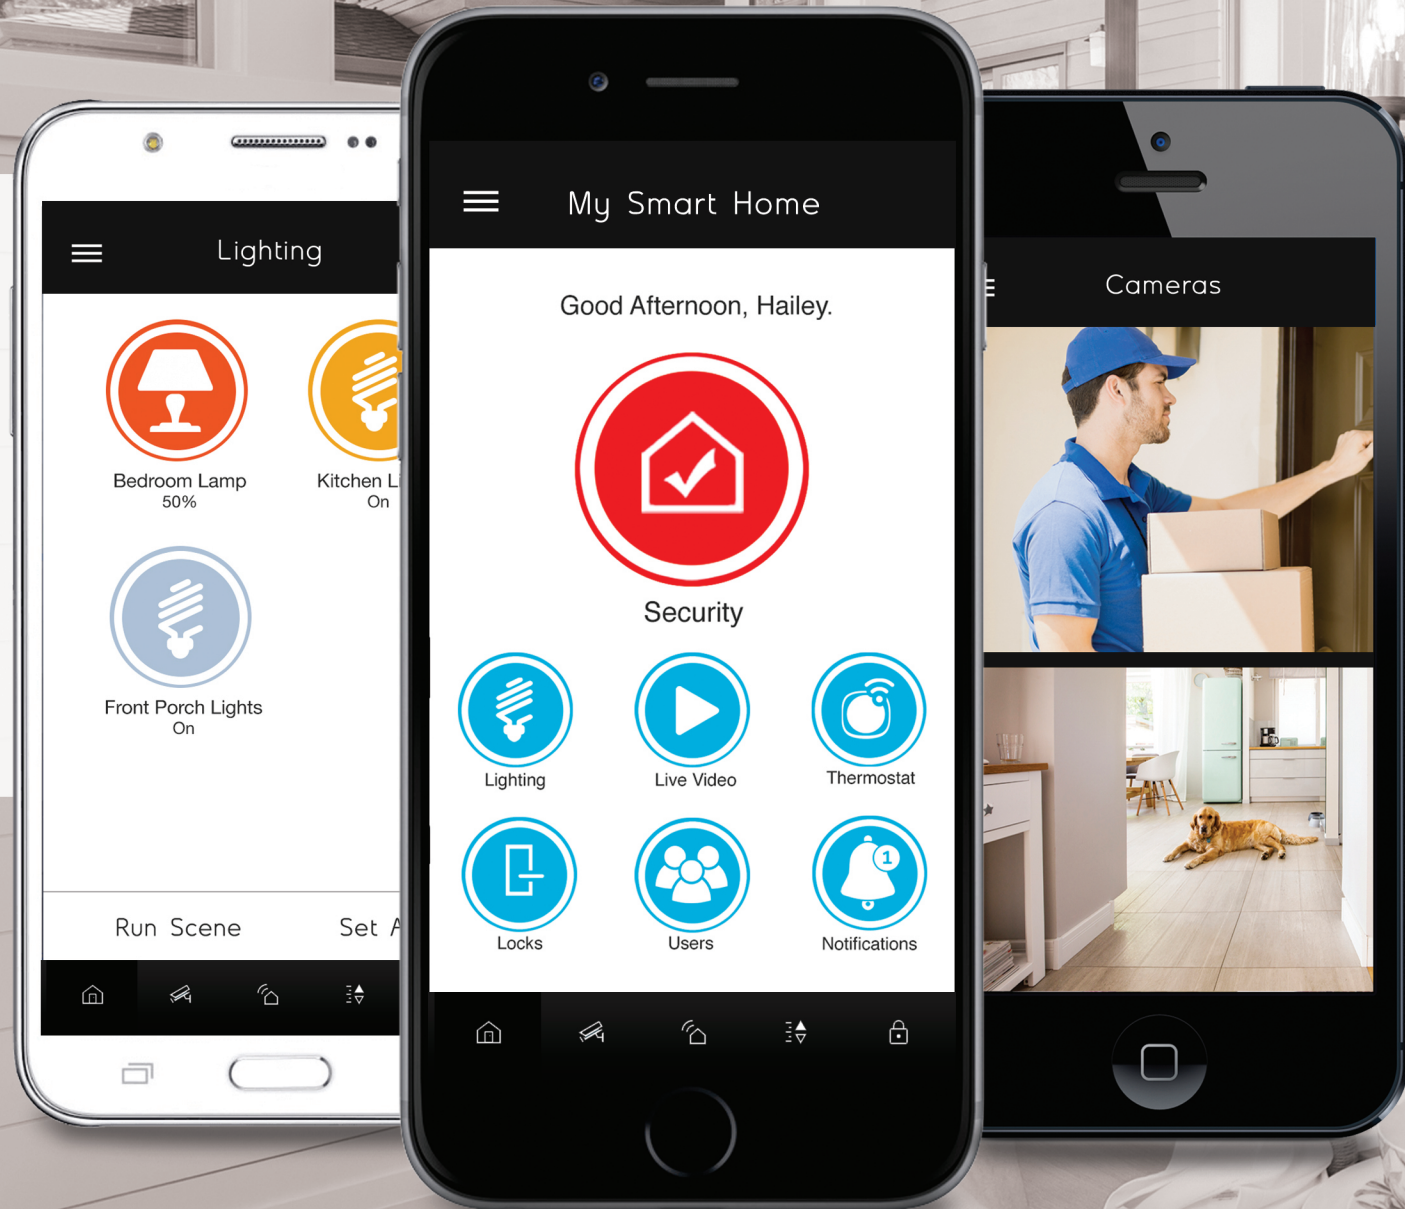 Lighting
Bedroom Lamp
50%
Kitchen
On
Front Porch Lights
On
Run Scene
Set
My Smart Home
Good Afternoon, Hailey.
Security
Lighting
Live Video
Thermostat
Locks
Users
1
Notifications
Cameras